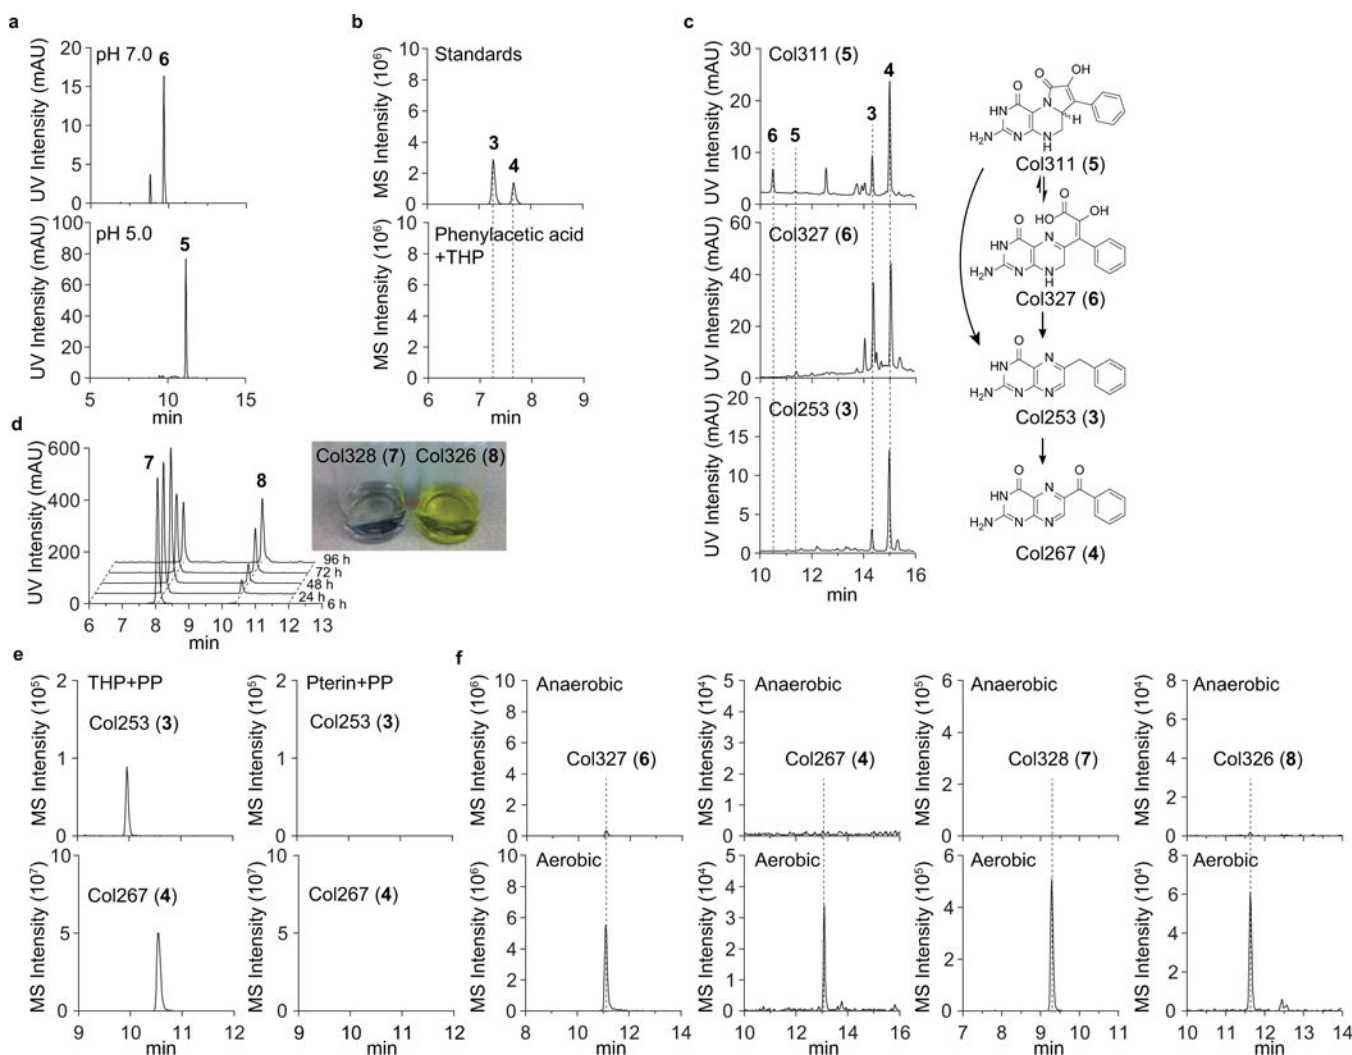 a
pH 7.0
6
UV Intensity (mAU)
20
15
10
5
0
pH 5.0
5
UV Intensity (mAU)
100
80
60
40
20
0
5 10 15
min
b
Standards
3
4
MS Intensity (10⁶)
10
8
6
4
2
0
Phenylacetic acid
+THP
MS Intensity (10⁶)
10
8
6
4
2
0
6 7 8 9
min
c
Col311 (5)
6 5 3 4
UV Intensity (mAU)
30
20
10
0
Col327 (6)
UV Intensity (mAU)
60
40
20
0
Col253 (3)
UV Intensity (mAU)
20
15
10
5
0
10 12 14 16
min
O OH
O N
HN H
H₂N N N
H
Col311 (5)
O OH
HO
O N
HN
H₂N N N
H
Col327 (6)
O N
HN
H₂N N N
Col253 (3)
O N O
HN
H₂N N N
Col267 (4)
d
7
8
UV Intensity (mAU)
600
400
200
0
96 h
72 h
48 h
24 h
6 h
6 7 8 9 10 11 12 13
min
Col328 (7) Col326 (8)
e
THP+PP
Col253 (3)
MS Intensity (10⁵)
2
1
0
Pterin+PP
Col253 (3)
MS Intensity (10⁵)
2
1
0
Col267 (4)
MS Intensity (10⁷)
10
5
0
9 10 11 12
min
Col267 (4)
MS Intensity (10⁷)
10
5
0
9 10 11 12
min
f
Anaerobic
Col327 (6)
MS Intensity (10⁶)
10
8
6
4
2
0
Anaerobic
Col267 (4)
MS Intensity (10⁴)
5
4
3
2
1
0
Anaerobic
Col328 (7)
MS Intensity (10⁵)
6
4
2
0
Anaerobic
Col326 (8)
MS Intensity (10⁴)
8
6
4
2
0
Aerobic
MS Intensity (10⁶)
10
8
6
4
2
0
8 10 12 14
min
Aerobic
MS Intensity (10⁴)
5
4
3
2
1
0
10 12 14 16
min
Aerobic
MS Intensity (10⁵)
6
4
2
0
7 8 9 10 11
min
Aerobic
MS Intensity (10⁴)
8
6
4
2
0
10 11 12 13 14
min